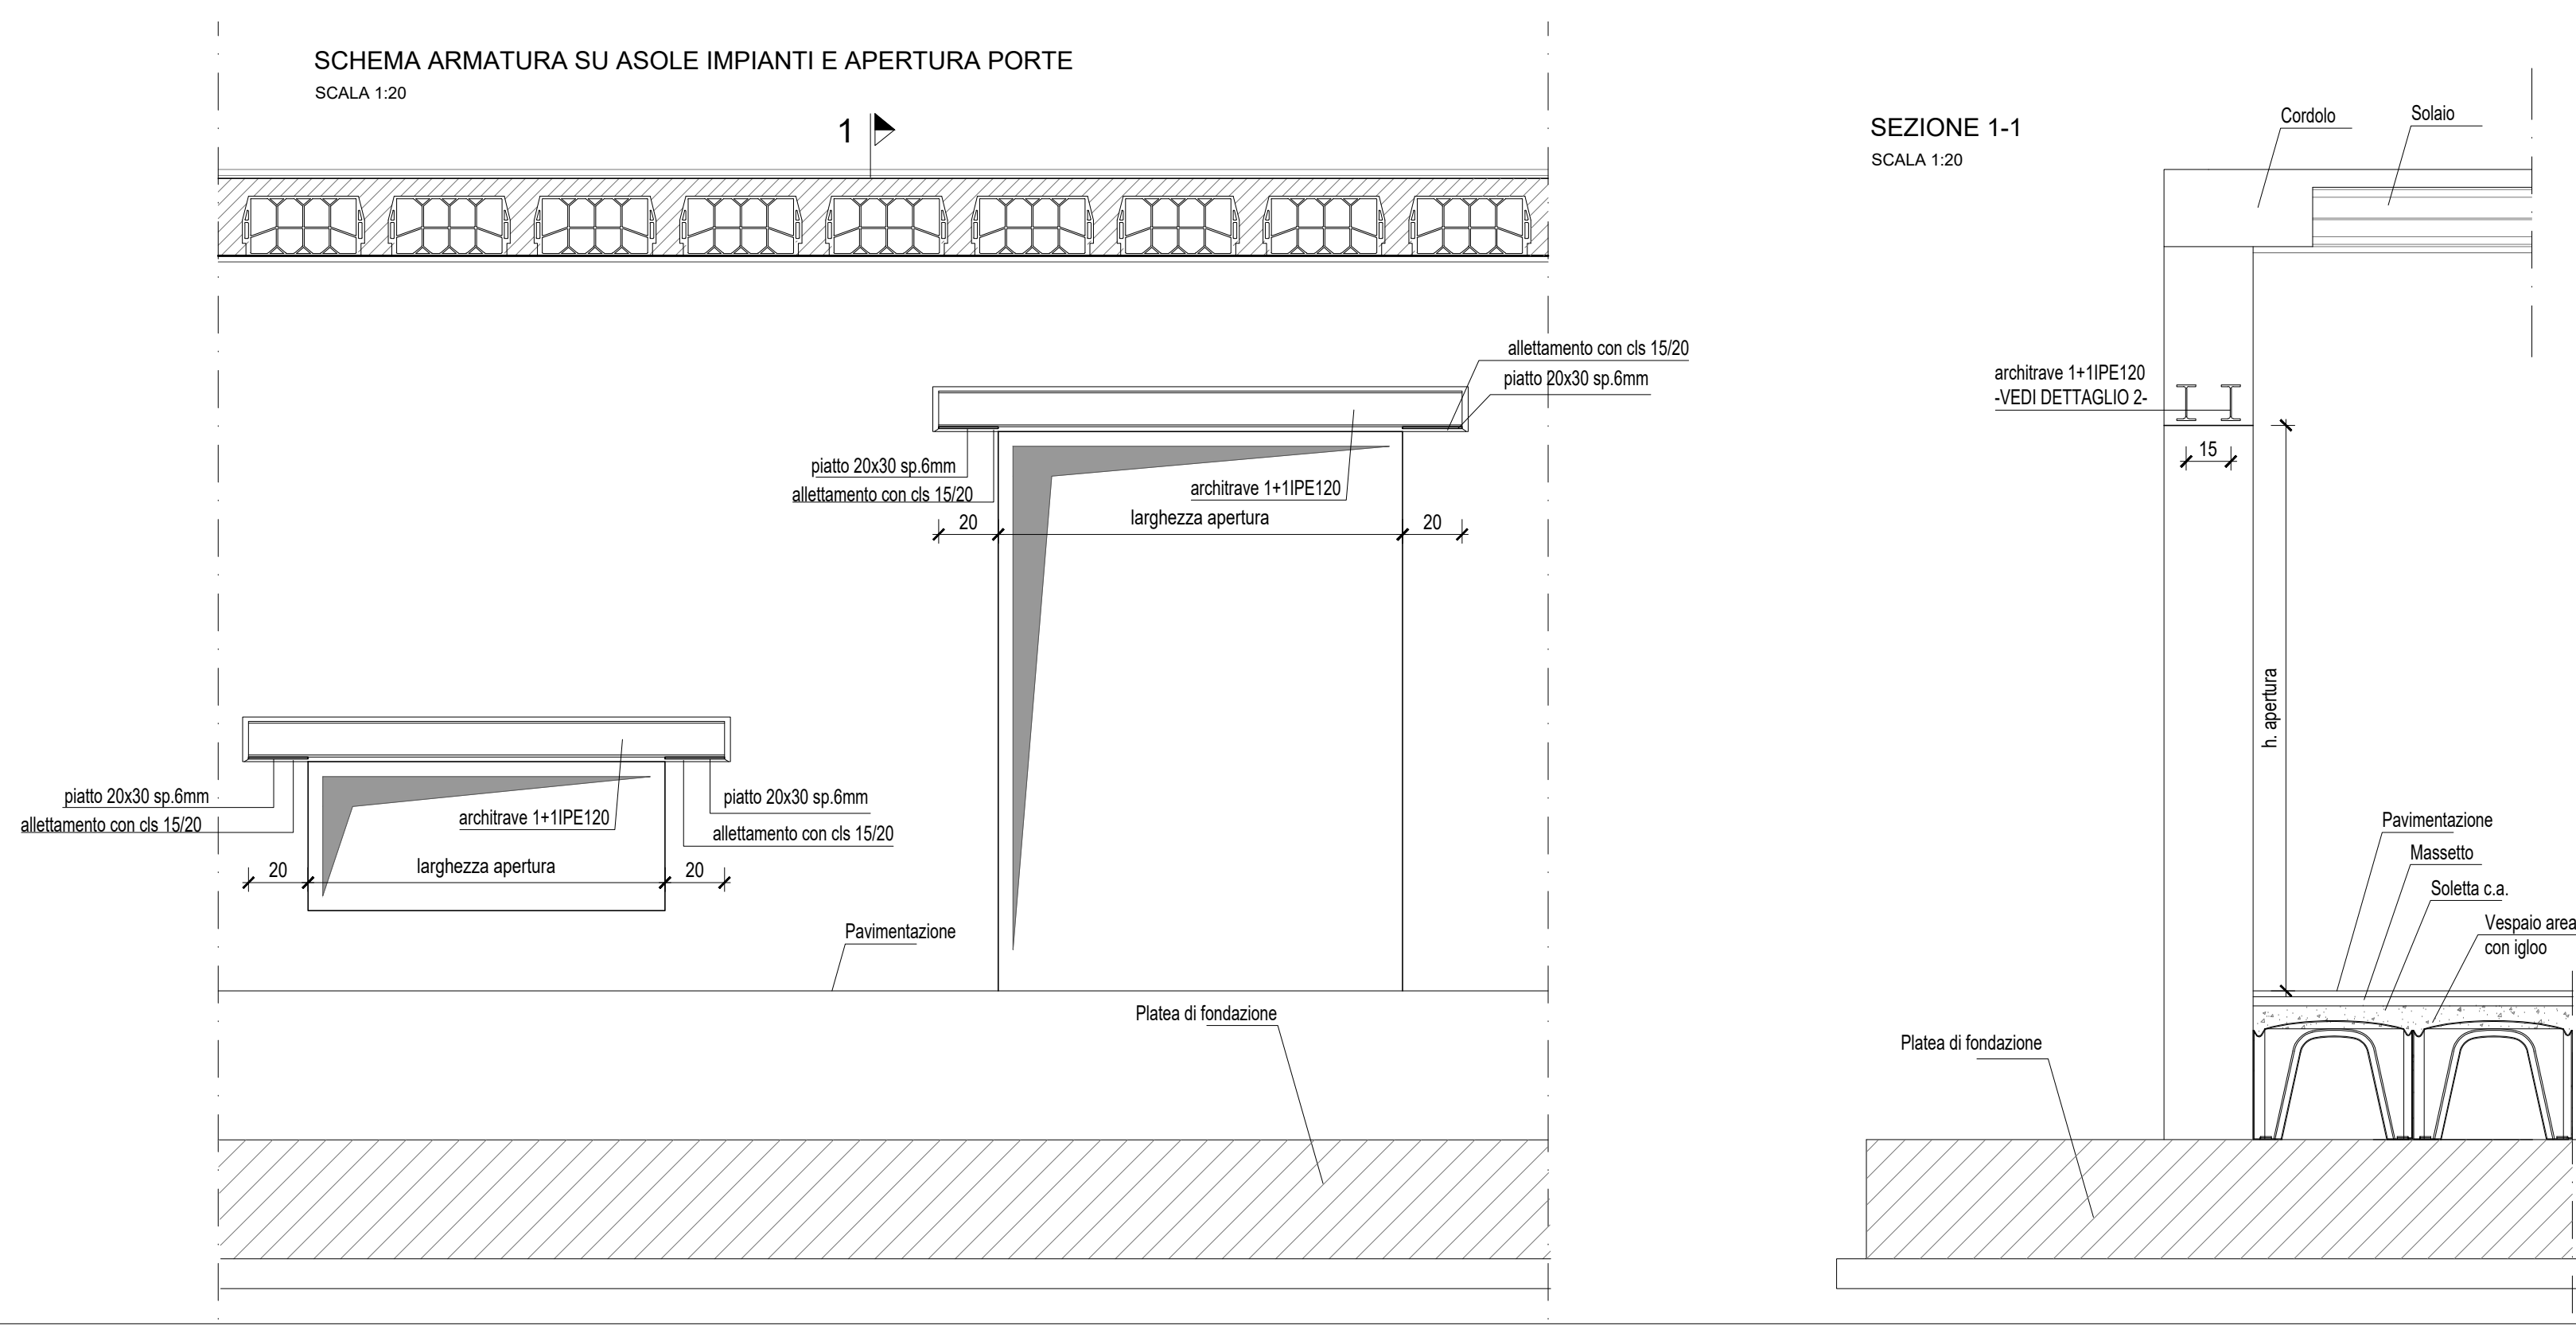 SCHEMA ARMATURA SU ASOLE IMPIANTI E APERTURA PORTE
SCALA 1:20
1
allettamento con cls 15/20
piatto 20x30 sp.6mm
piatto 20x30 sp.6mm
allettamento con cls 15/20
architrave 1+1IPE120
20
larghezza apertura
20
piatto 20x30 sp.6mm
allettamento con cls 15/20
architrave 1+1IPE120
piatto 20x30 sp.6mm
allettamento con cls 15/20
20
larghezza apertura
20
Pavimentazione
Platea di fondazione
SEZIONE 1-1
SCALA 1:20
Cordolo
Solaio
architrave 1+1IPE120
-VEDI DETTAGLIO 2-
15
h. apertura
Pavimentazione
Massetto
Soletta c.a.
Vespaio area
con igloo
Platea di fondazione